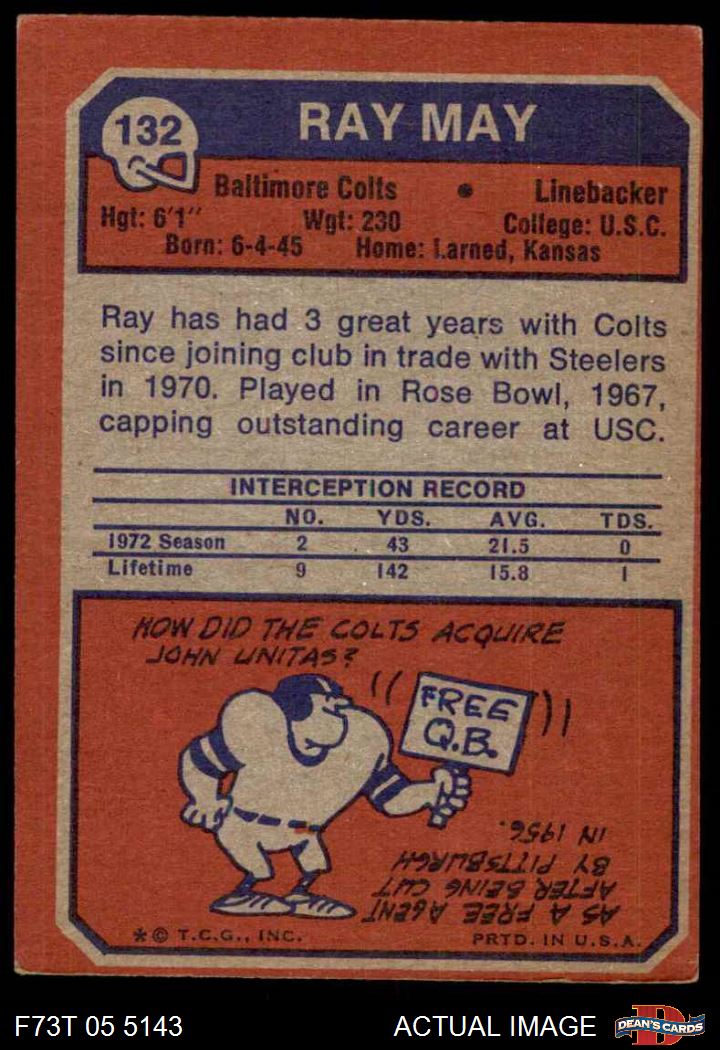 132
RAY MAY
Baltimore Colts • Linebacker
Hgt: 6'1" Wgt: 230 College: U.S.C.
Born: 6-4-45 Home: Larned, Kansas
Ray has had 3 great years with Colts
since joining club in trade with Steelers
in 1970. Played in Rose Bowl, 1967,
capping outstanding career at USC.
INTERCEPTION RECORD
NO. YDS. AVG. TDS.
1972 Season 2 43 21.5 0
Lifetime 9 142 15.8 1
HOW DID THE COLTS ACQUIRE
JOHN UNITAS?
FREE
Q.B.
AS A FREE AGENT
AFTER BEING CUT
BY PITTSBURGH
IN 1956.
*© T.C.G., INC. PRTD. IN U.S.A.
F73T 05 5143 ACTUAL IMAGE
D
DEAN'S CARDS